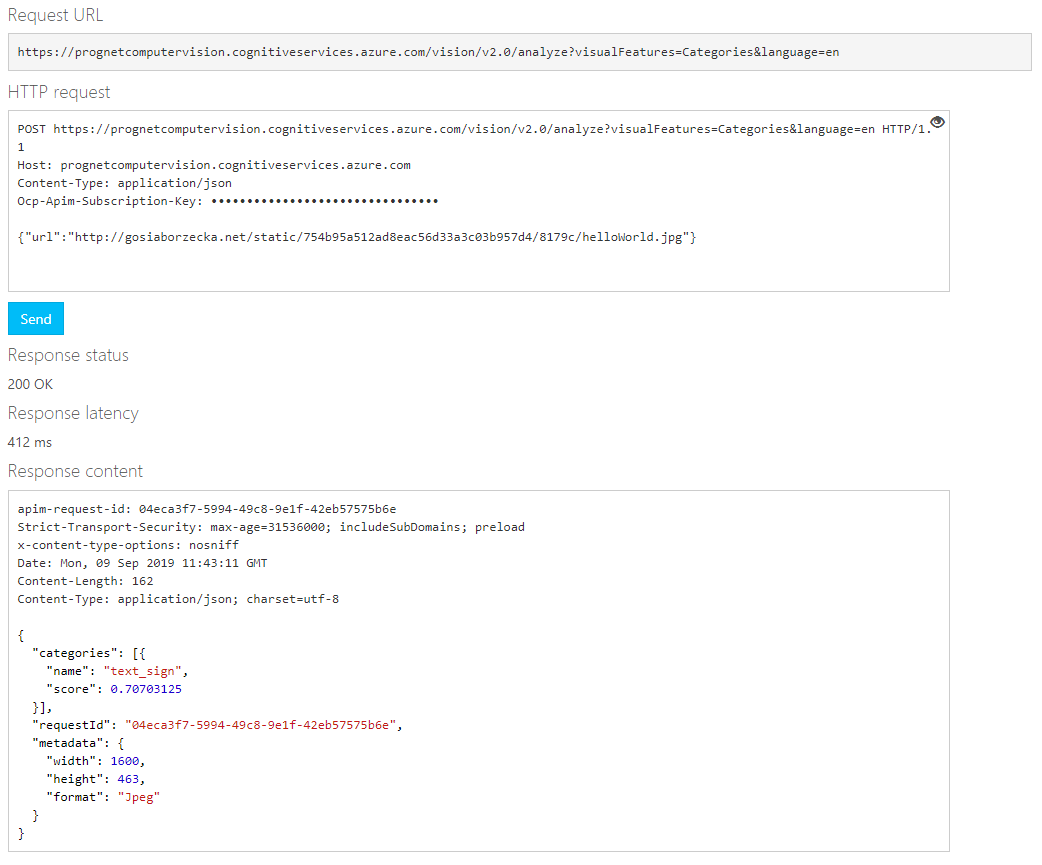 Request URL
https://prognetcomputervision.cognitiveservices.azure.com/vision/v2.0/analyze?visualFeatures=Categories&language=en
HTTP request
POST https://prognetcomputervision.cognitiveservices.azure.com/vision/v2.0/analyze?visualFeatures=Categories&language=en HTTP/1.
1
Host: prognetcomputervision.cognitiveservices.azure.com
Content-Type: application/json
Ocp-Apim-Subscription-Key: ••••••••••••••••••••••••••••••••
{"url":"http://gosiaborzecka.net/static/754b95a512ad8eac56d33a3c03b957d4/8179c/helloWorld.jpg"}
Send
Response status
200 OK
Response latency
412 ms
Response content
apim-request-id: 04eca3f7-5994-49c8-9e1f-42eb57575b6e
Strict-Transport-Security: max-age=31536000; includeSubDomains; preload
x-content-type-options: nosniff
Date: Mon, 09 Sep 2019 11:43:11 GMT
Content-Length: 162
Content-Type: application/json; charset=utf-8
{
  "categories": [{
    "name": "text_sign",
    "score": 0.70703125
  }],
  "requestId": "04eca3f7-5994-49c8-9e1f-42eb57575b6e",
  "metadata": {
    "width": 1600,
    "height": 463,
    "format": "Jpeg"
  }
}